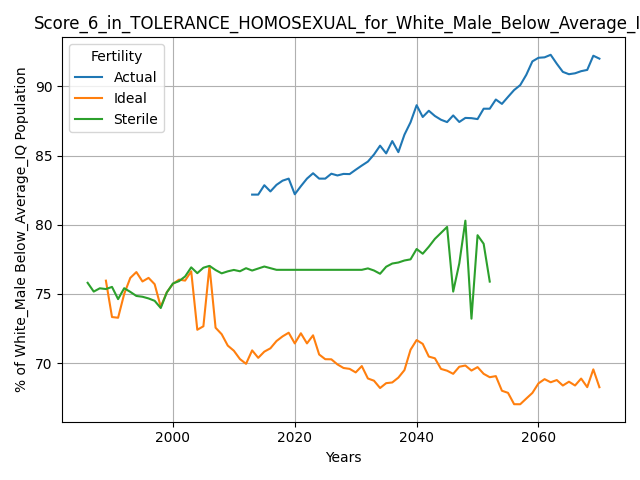 Score_6_in_TOLERANCE_HOMOSEXUAL_for_White_Male_Below_Average_I
Fertility
Actual
Ideal
Sterile
% of White_Male Below_Average_IQ Population
90
85
80
75
70
2000
2020
2040
2060
Years